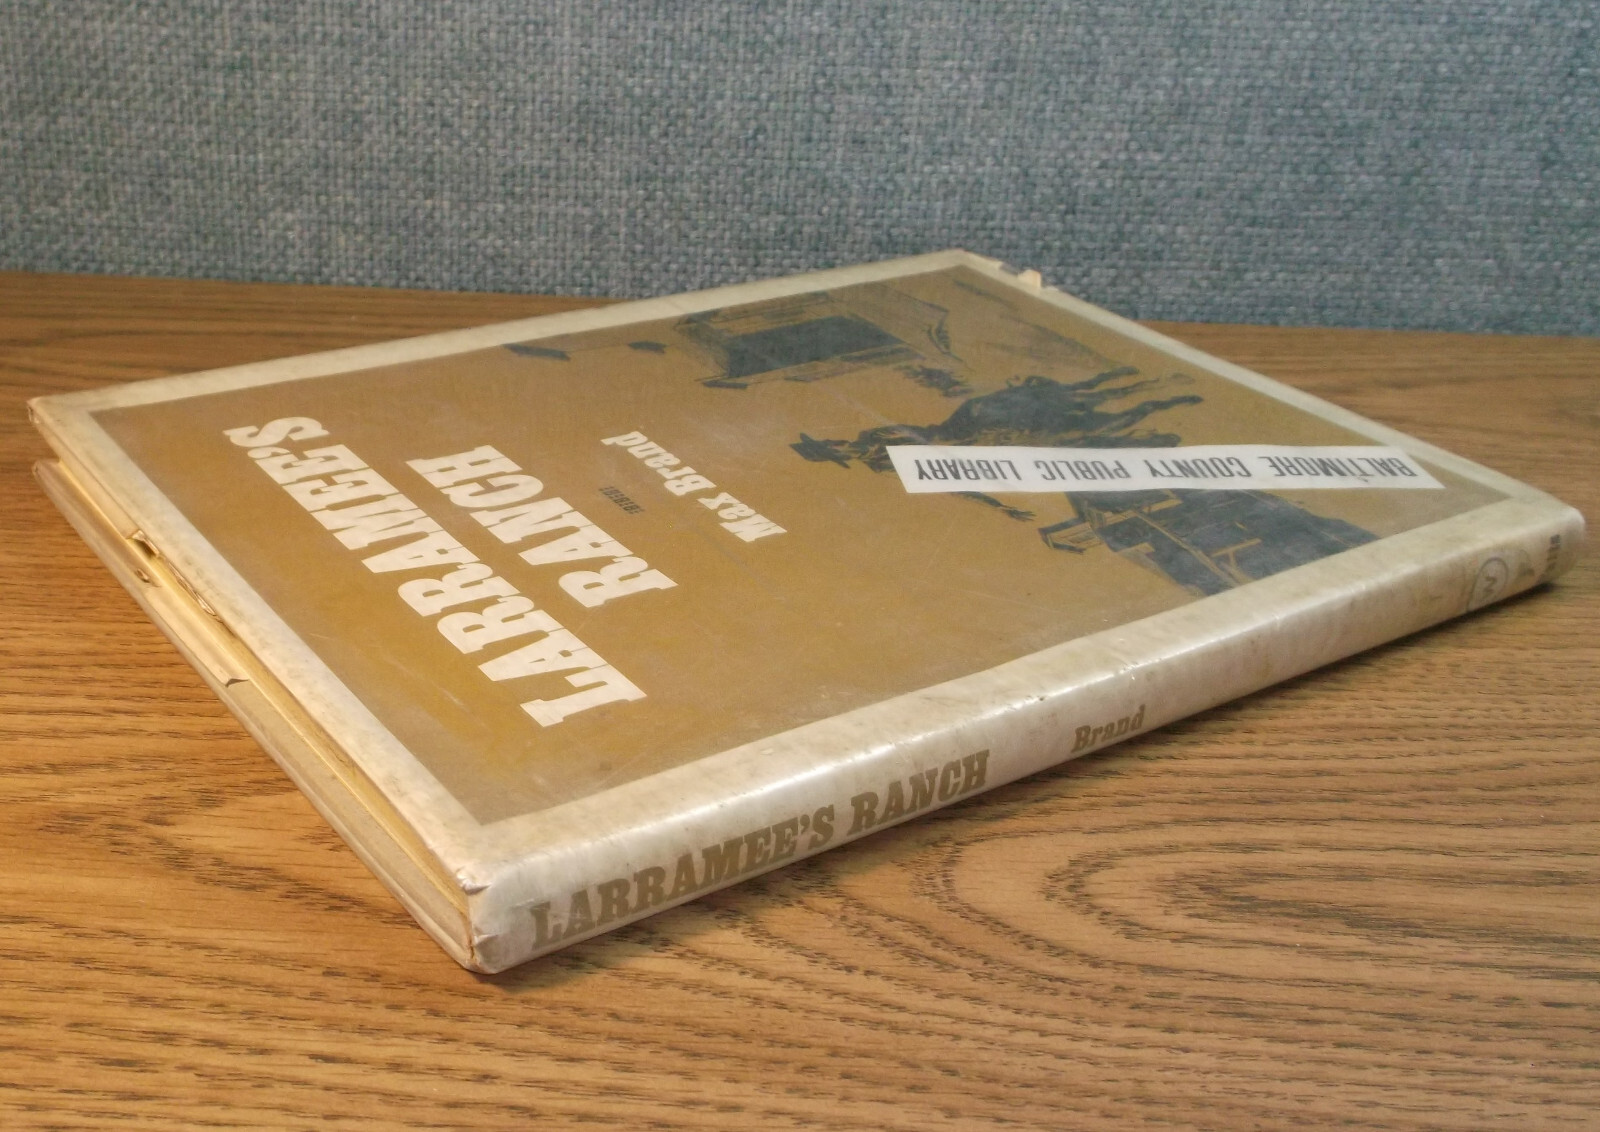 LARRAMEE'S
RANCH
Max Brand
BALTIMORE COUNTY PUBLIC LIBRARY
LARRAMEE'S RANCH
Brand
W